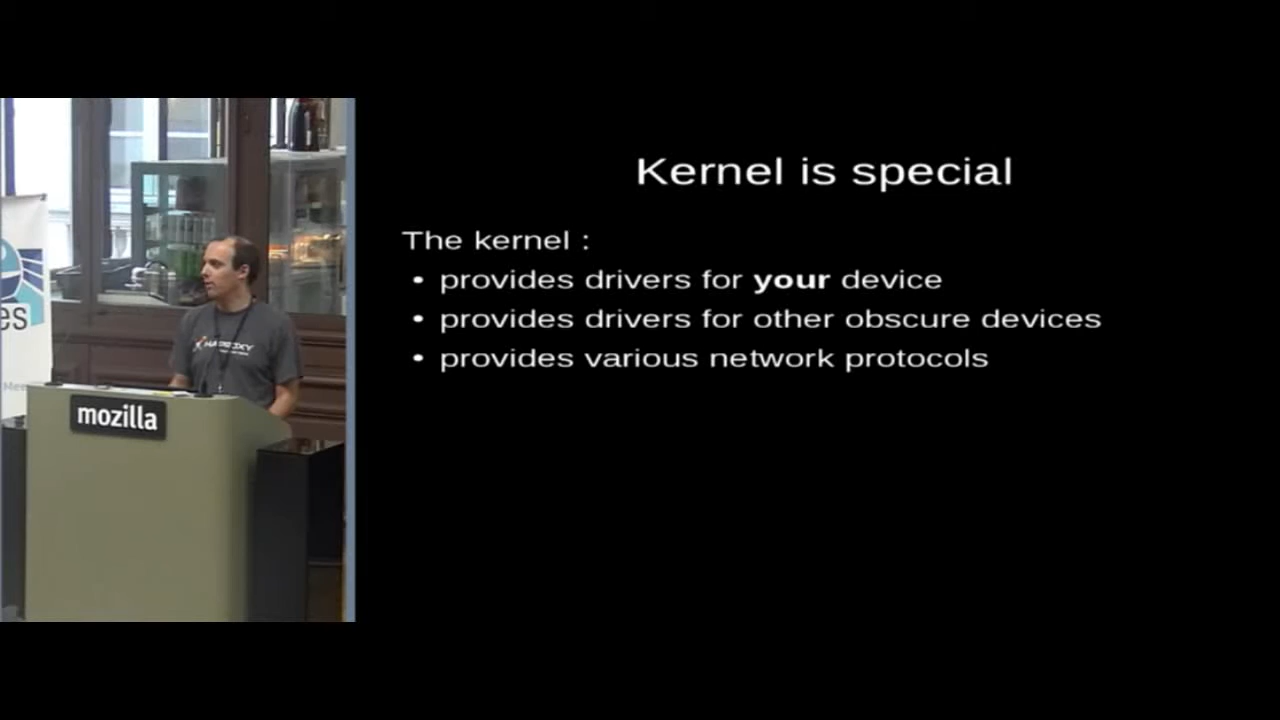 Kernel is special
The kernel :
• provides drivers for your device
• provides drivers for other obscure devices
• provides various network protocols
mozilla